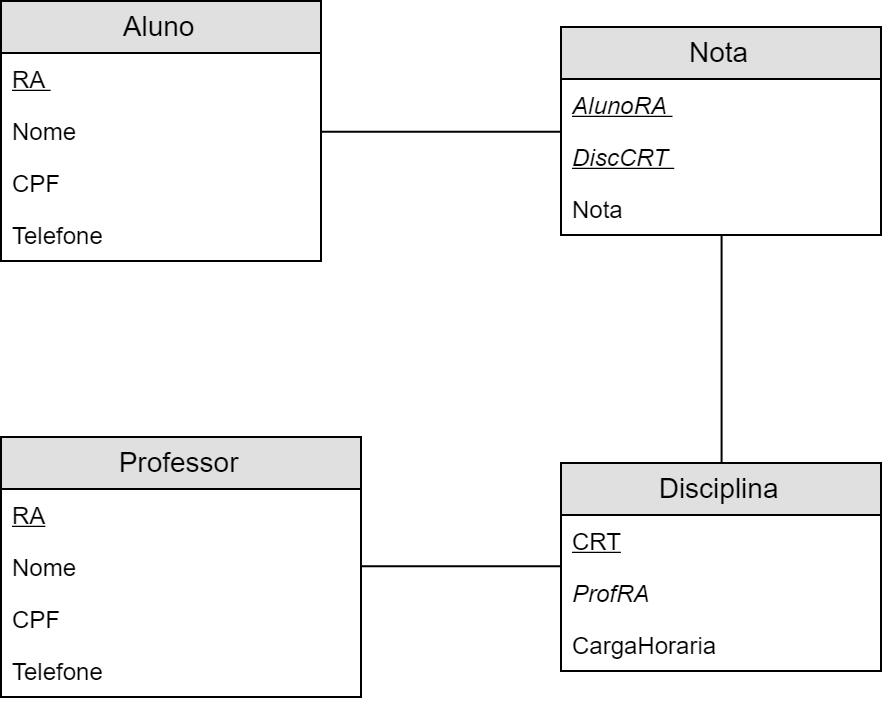 Aluno
RA
Nome
CPF
Telefone
Nota
AlunoRA
DiscCRT
Nota
Professor
RA
Nome
CPF
Telefone
Disciplina
CRT
ProfRA
CargaHoraria